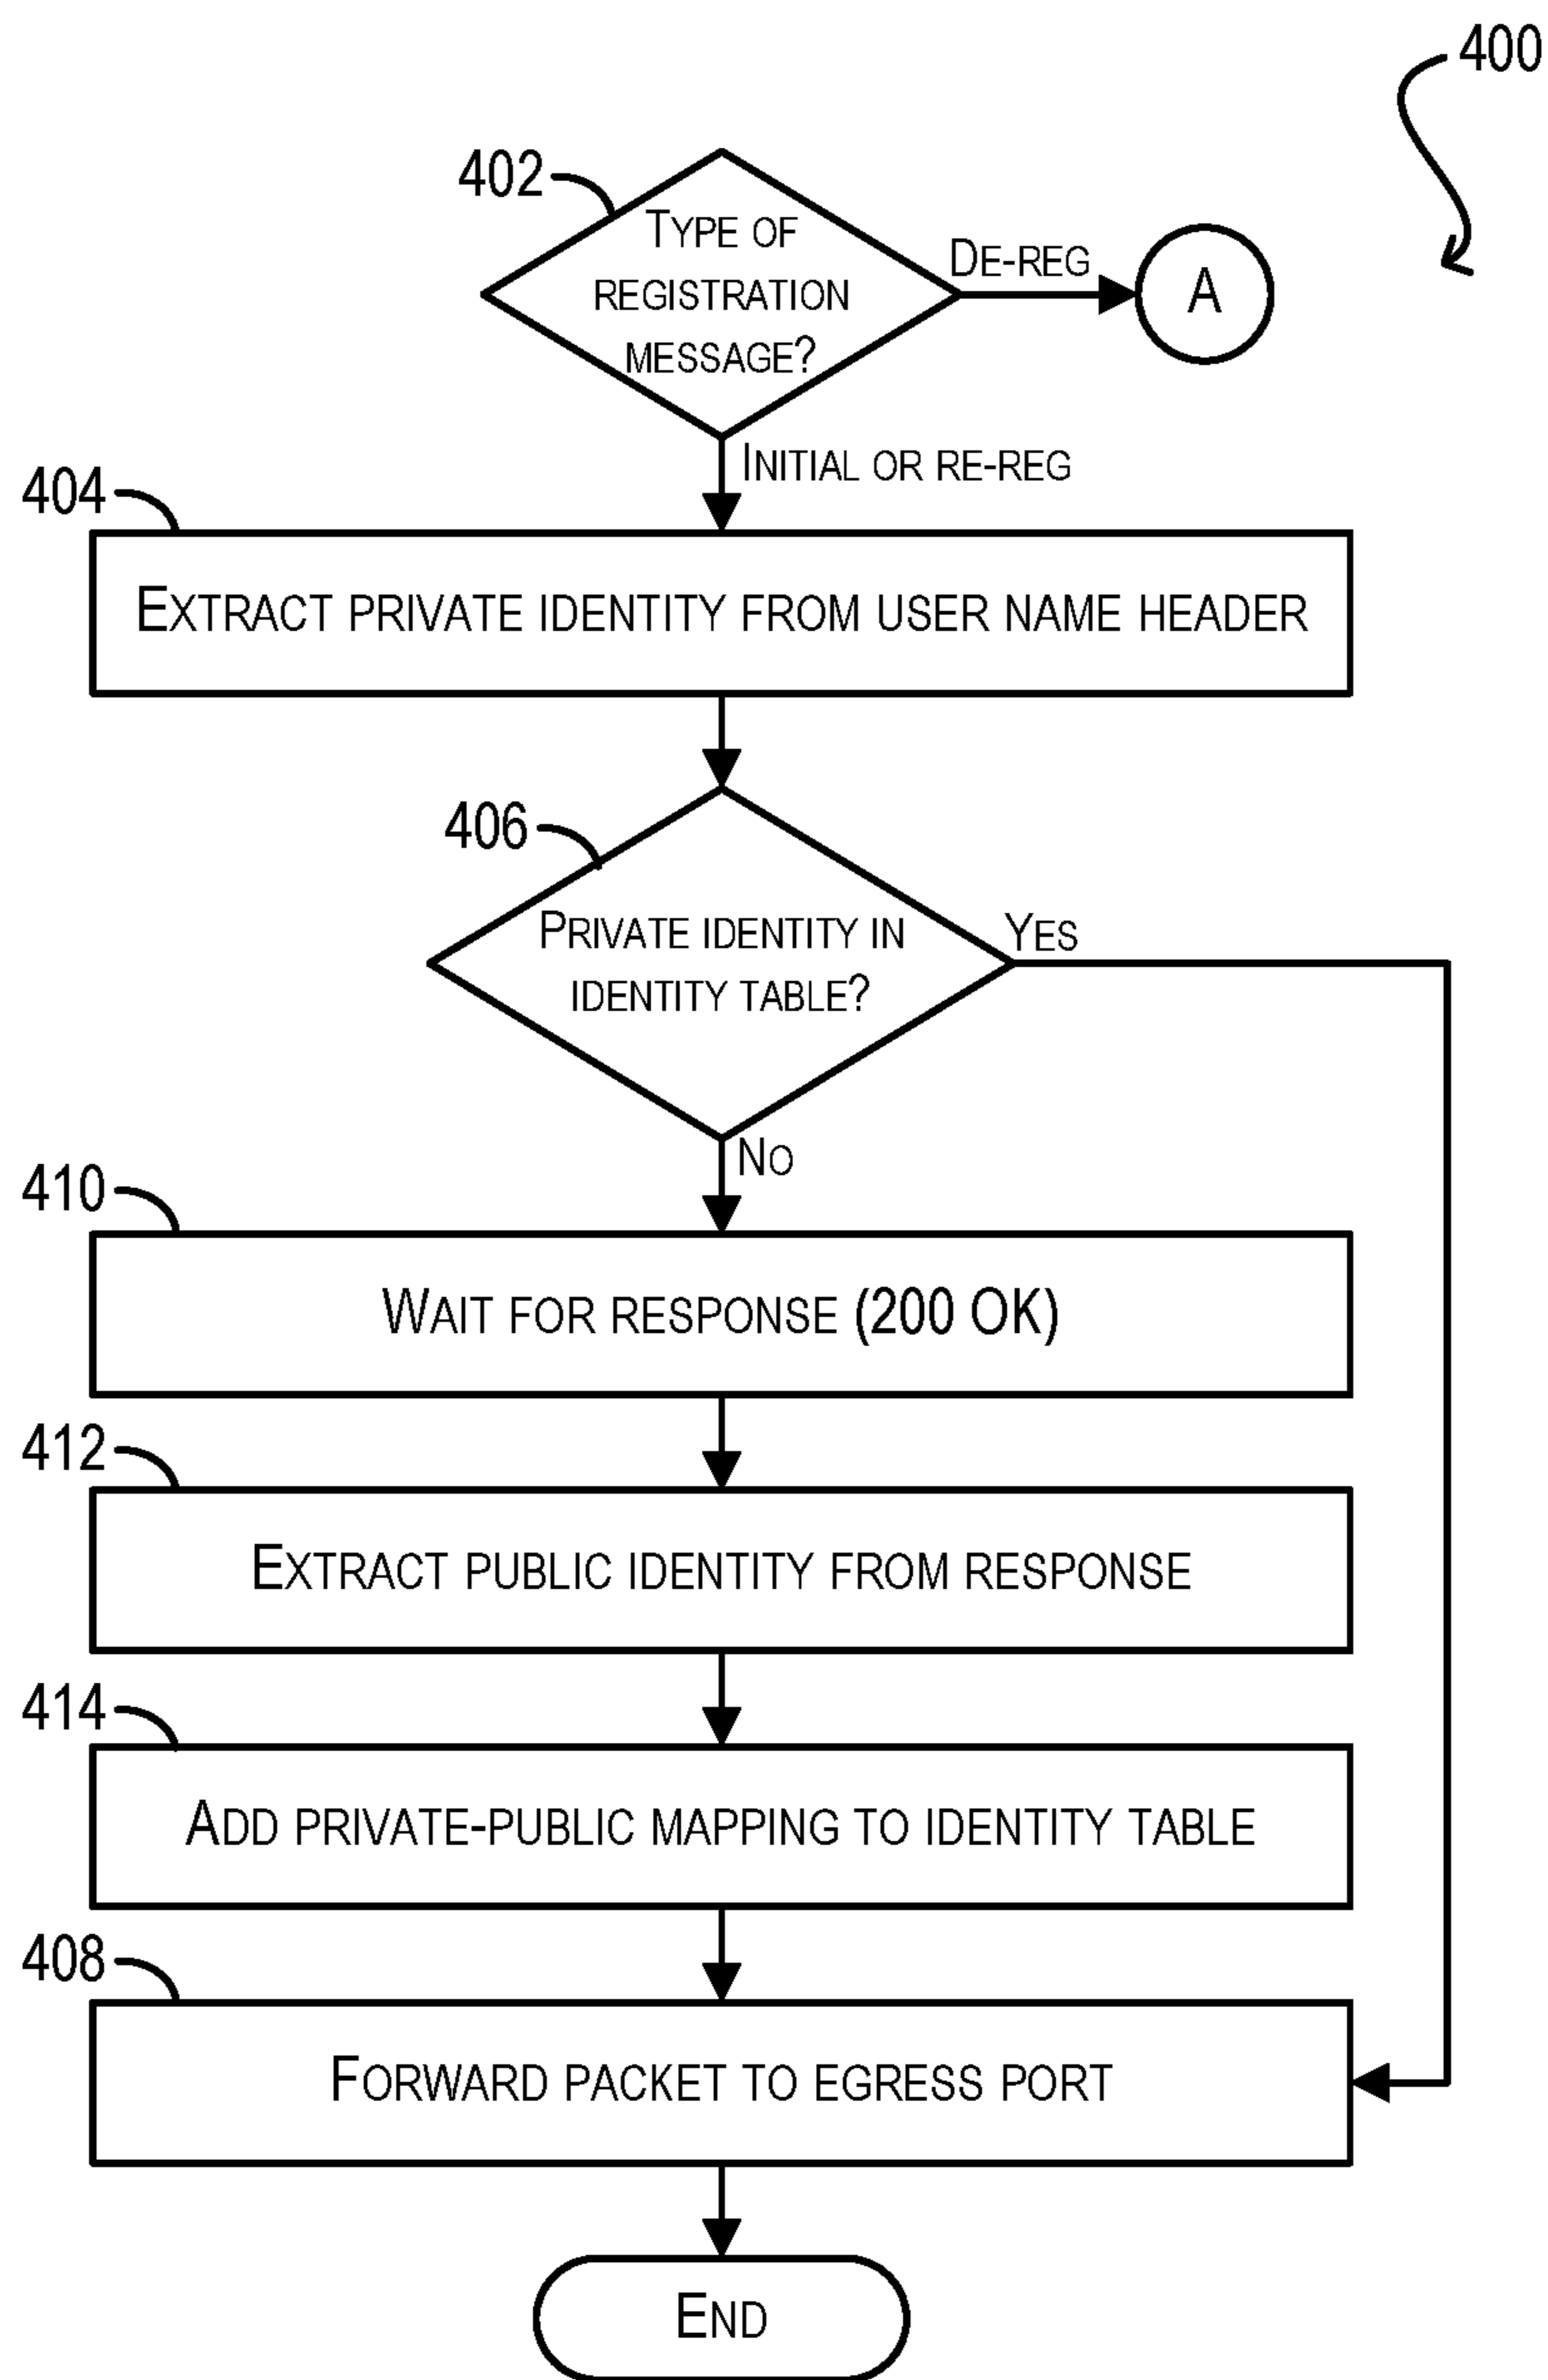 400
402
TYPE OF
REGISTRATION
MESSAGE?
DE-REG
A
INITIAL OR RE-REG
404
EXTRACT PRIVATE IDENTITY FROM USER NAME HEADER
406
PRIVATE IDENTITY IN
IDENTITY TABLE?
YES
NO
410
WAIT FOR RESPONSE (200 OK)
412
EXTRACT PUBLIC IDENTITY FROM RESPONSE
414
ADD PRIVATE-PUBLIC MAPPING TO IDENTITY TABLE
408
FORWARD PACKET TO EGRESS PORT
END